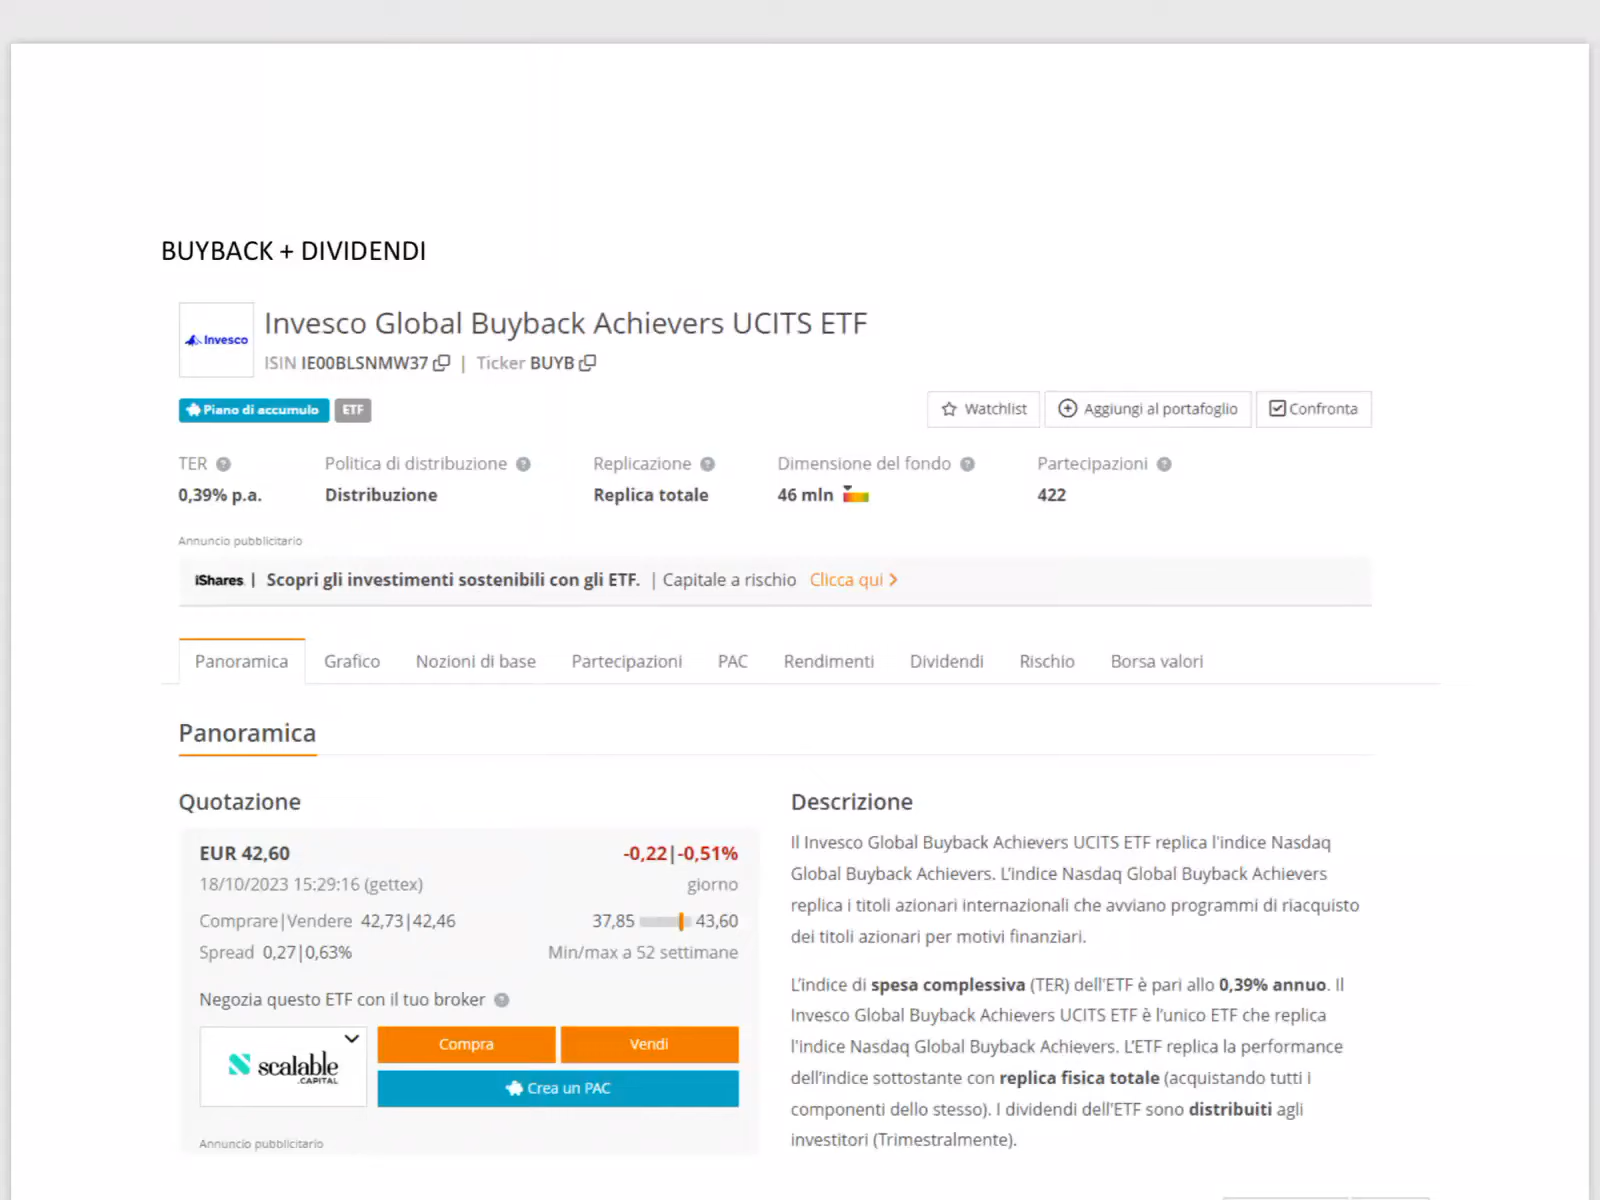 BUYBACK + DIVIDENDI
Invesco
Invesco Global Buyback Achievers UCITS ETF
ISIN IE00BLSNMW37 | Ticker BUYB
Piano di accumulo ETF
Watchlist Aggiungi al portafoglio Confronta
TER Politica di distribuzione Replicazione Dimensione del fondo Partecipazioni
0,39% p.a. Distribuzione Replica totale 46 mln 422
Annuncio pubblicitario
iShares. | Scopri gli investimenti sostenibili con gli ETF. | Capitale a rischio Clicca qui >
Panoramica Grafico Nozioni di base Partecipazioni PAC Rendimenti Dividendi Rischio Borsa valori
Panoramica
Quotazione
EUR 42,60 -0,22|-0,51%
18/10/2023 15:29:16 (gettex) giorno
Comprare|Vendere 42,73|42,46 37,85 43,60
Spread 0,27|0,63% Min/max a 52 settimane
Negozia questo ETF con il tuo broker
scalable
.CAPITAL
Compra Vendi
Crea un PAC
Annuncio pubblicitario
Descrizione
Il Invesco Global Buyback Achievers UCITS ETF replica l'indice Nasdaq
Global Buyback Achievers. L'indice Nasdaq Global Buyback Achievers
replica i titoli azionari internazionali che avviano programmi di riacquisto
dei titoli azionari per motivi finanziari.
L'indice di spesa complessiva (TER) dell'ETF è pari allo 0,39% annuo. Il
Invesco Global Buyback Achievers UCITS ETF è l'unico ETF che replica
l'indice Nasdaq Global Buyback Achievers. L'ETF replica la performance
dell'indice sottostante con replica fisica totale (acquistando tutti i
componenti dello stesso). I dividendi dell'ETF sono distribuiti agli
investitori (Trimestralmente).